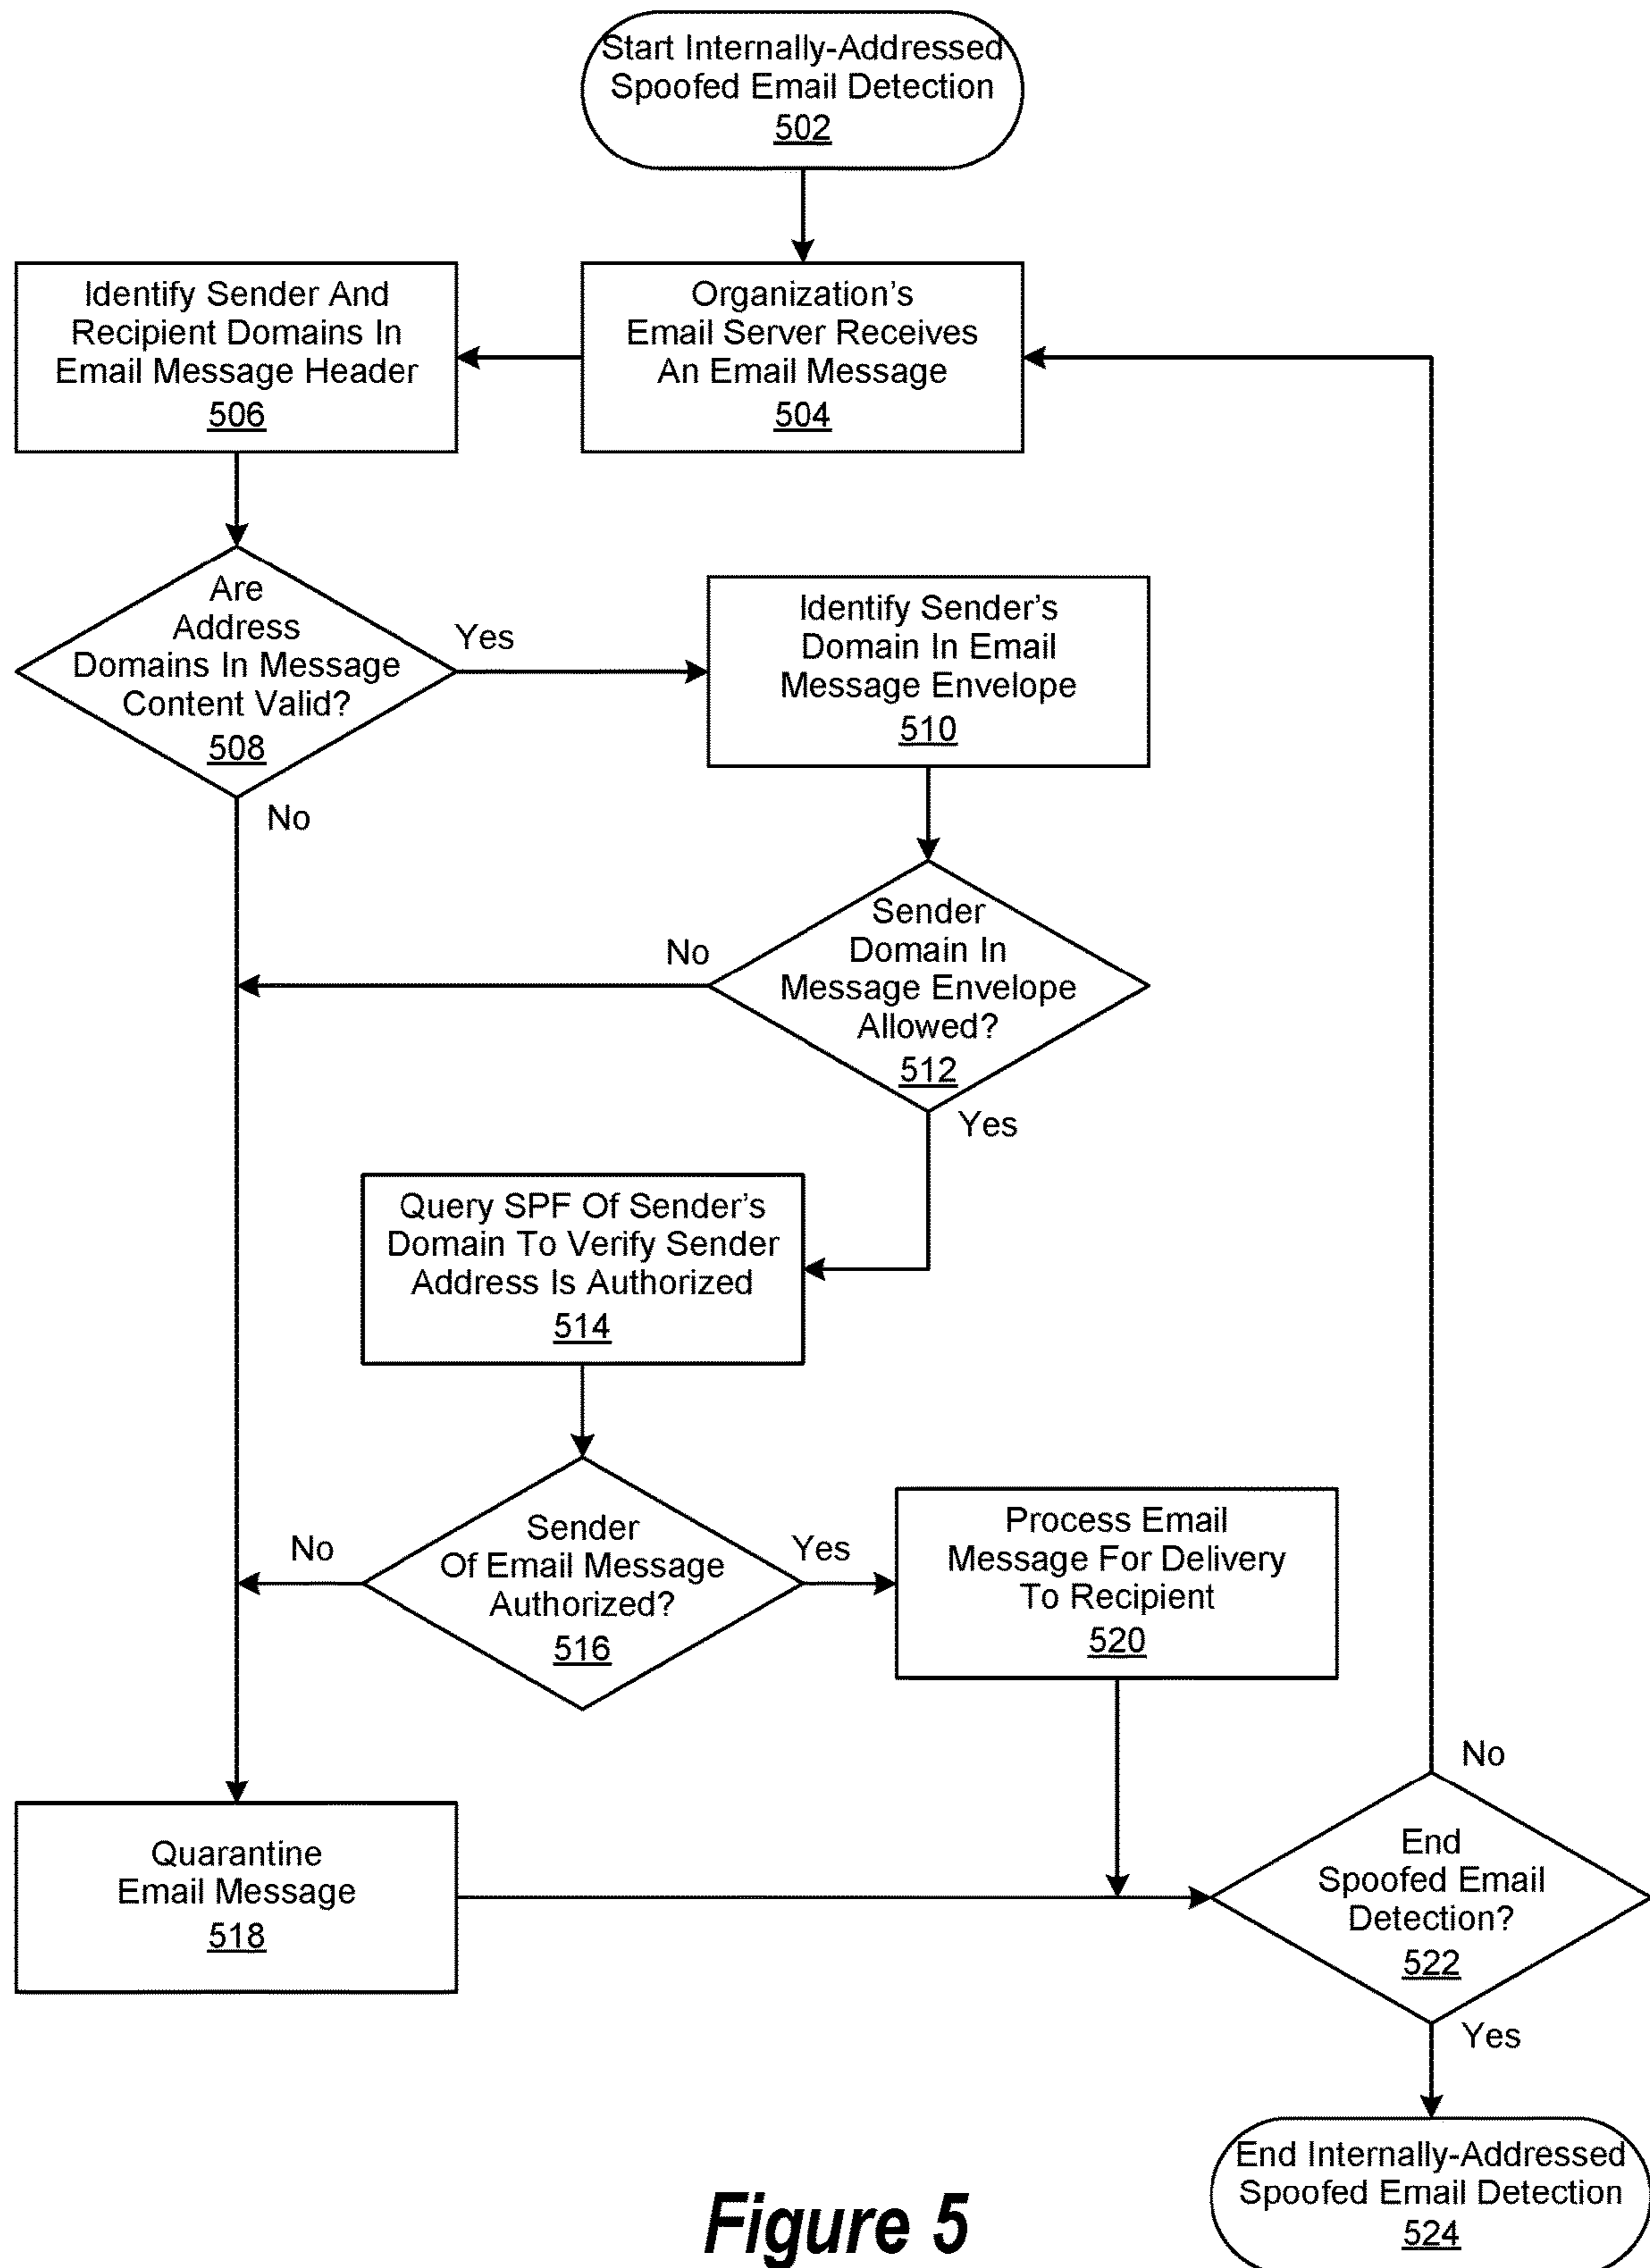 Start Internally-Addressed
Spoofed Email Detection
502
Identify Sender And
Recipient Domains In
Email Message Header
506
Organization's
Email Server Receives
An Email Message
504
Are
Address
Domains In Message
Content Valid?
508
Yes
No
Identify Sender's
Domain In Email
Message Envelope
510
Sender
Domain In
Message Envelope
Allowed?
512
No
Yes
Query SPF Of Sender's
Domain To Verify Sender
Address Is Authorized
514
Sender
Of Email Message
Authorized?
516
No
Yes
Process Email
Message For Delivery
To Recipient
520
Quarantine
Email Message
518
No
End
Spoofed Email
Detection?
522
Yes
End Internally-Addressed
Spoofed Email Detection
524
Figure 5